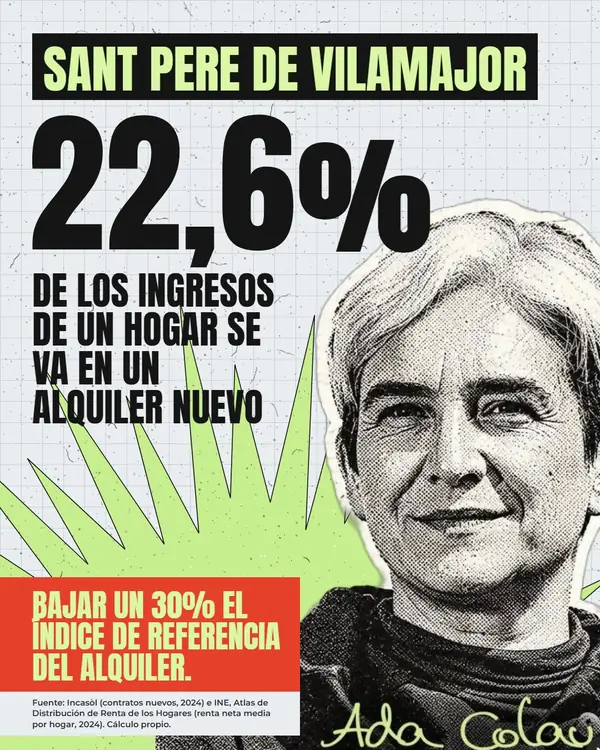 SANT PERE DE VILAMAJOR
22,6%
DE LOS INGRESOS
DE UN HOGAR SE
VA EN UN
ALQUILER NUEVO
BAJAR UN 30% EL
ÍNDICE DE REFERENCIA
DEL ALQUILER.
Fuente: Incasòl (contratos nuevos, 2024) e INE, Atlas de
Distribución de Renta de los Hogares (renta neta media
por hogar, 2024). Cálculo propio.
Ada Colau